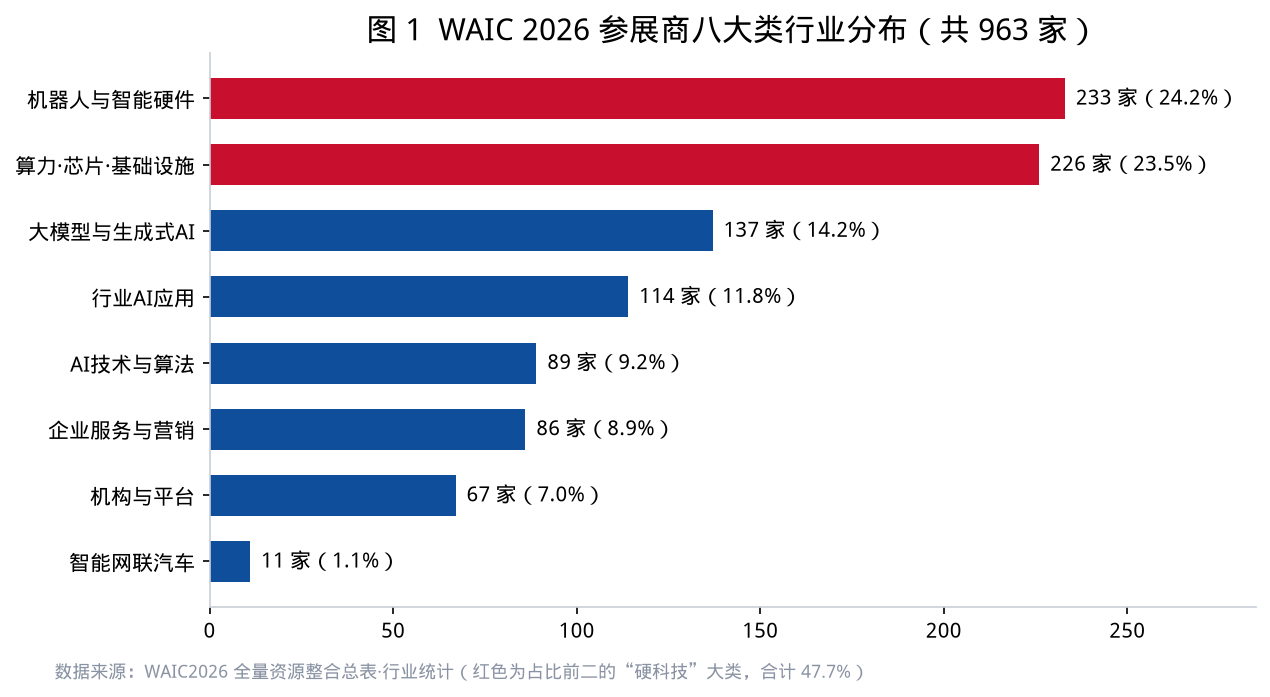 图 1 WAIC 2026 参展商八大类行业分布（共 963 家）
机器人与智能硬件 233 家（24.2%）
算力·芯片·基础设施 226 家（23.5%）
大模型与生成式AI 137 家（14.2%）
行业AI应用 114 家（11.8%）
AI技术与算法 89 家（9.2%）
企业服务与营销 86 家（8.9%）
机构与平台 67 家（7.0%）
智能网联汽车 11 家（1.1%）
0 50 100 150 200 250
数据来源：WAIC2026 全量资源整合总表·行业统计（红色为占比前二的“硬科技”大类，合计 47.7%）